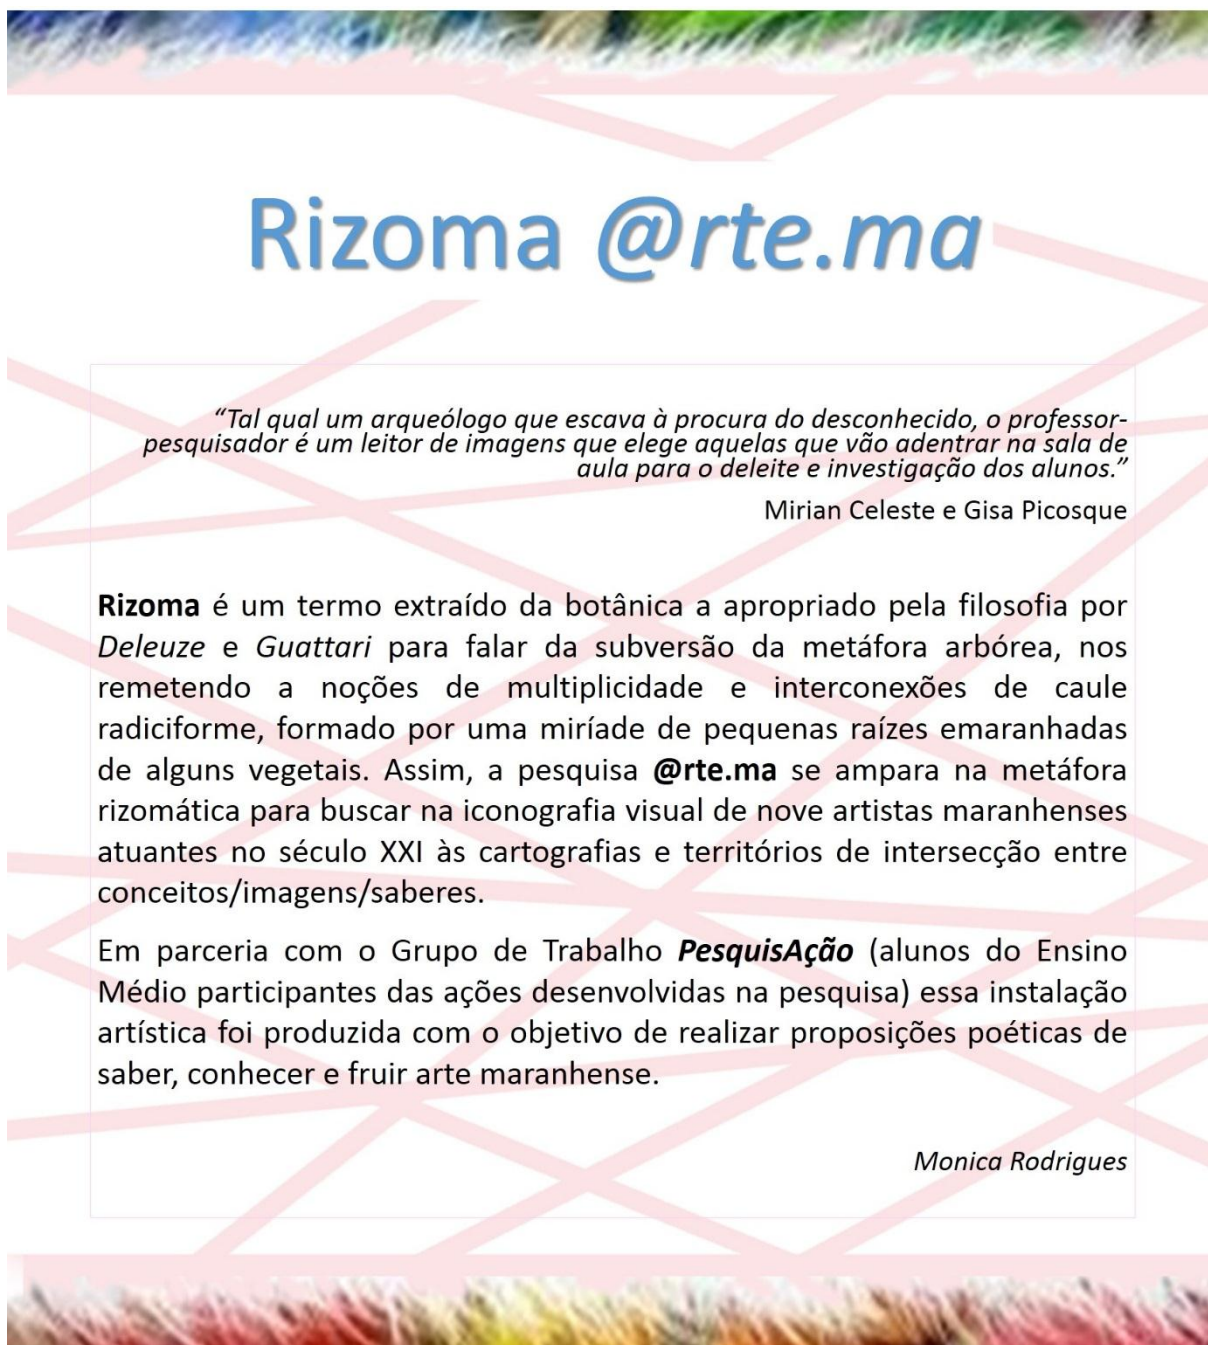 Rizoma @rte.ma
“Tal qual um arqueólogo que escava à procura do desconhecido, o professor-
pesquisador é um leitor de imagens que elege aquelas que vão adentrar na sala de
aula para o deleite e investigação dos alunos.”
Mirian Celeste e Gisa Picosque
Rizoma é um termo extraído da botânica a apropriado pela filosofia por
Deleuze e Guattari para falar da subversão da metáfora arbórea, nos
remetendo a noções de multiplicidade e interconexões de caule
radiciforme, formado por uma miríade de pequenas raízes emaranhadas
de alguns vegetais. Assim, a pesquisa @rte.ma se ampara na metáfora
rizomática para buscar na iconografia visual de nove artistas maranhenses
atuantes no século XXI às cartografias e territórios de intersecção entre
conceitos/imagens/saberes.
Em parceria com o Grupo de Trabalho PesquisAção (alunos do Ensino
Médio participantes das ações desenvolvidas na pesquisa) essa instalação
artística foi produzida com o objetivo de realizar proposições poéticas de
saber, conhecer e fruir arte maranhense.
Monica Rodrigues